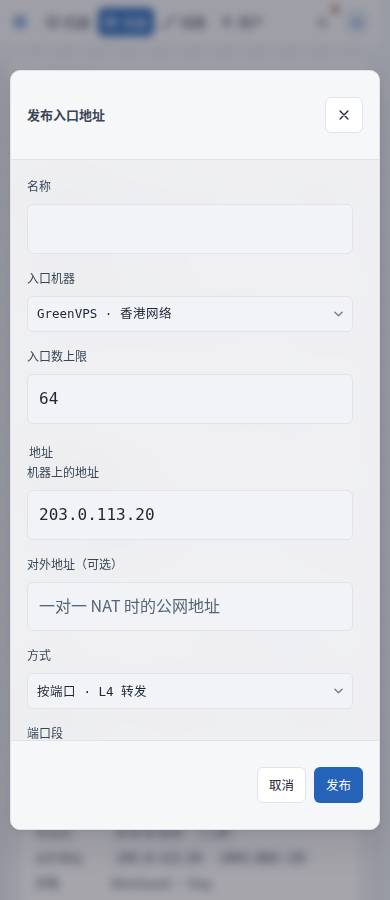 发布入口地址
名称
入口机器
GreenVPS · 香港网络
入口数上限
64
地址
机器上的地址
203.0.113.20
对外地址（可选）
一对一 NAT 时的公网地址
方式
按端口 · L4 转发
端口段
取消
发布